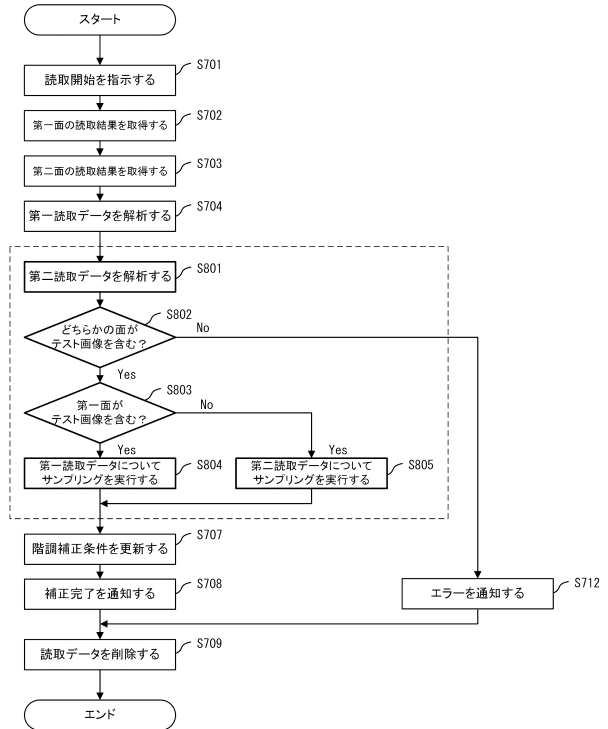 スタート
読取開始を指示する
S701
第一面の読取結果を取得する
S702
第二面の読取結果を取得する
S703
第一読取データを解析する
S704
第二読取データを解析する
S801
どちらかの面が
テスト画像を含む？
S802
No
Yes
第一面が
テスト画像を含む？
S803
No
Yes
Yes
第一読取データについて
サンプリングを実行する
S804
第二読取データについて
サンプリングを実行する
S805
階調補正条件を更新する
S707
補正完了を通知する
S708
エラーを通知する
S712
読取データを削除する
S709
エンド